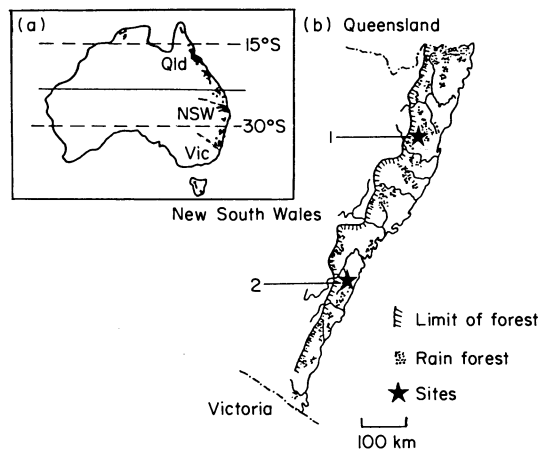 (a)
15°S
Qld
NSW
30°S
Vic
(b) Queensland
1
New South Wales
2
Limit of forest
Rain forest
Sites
Victoria
100 km